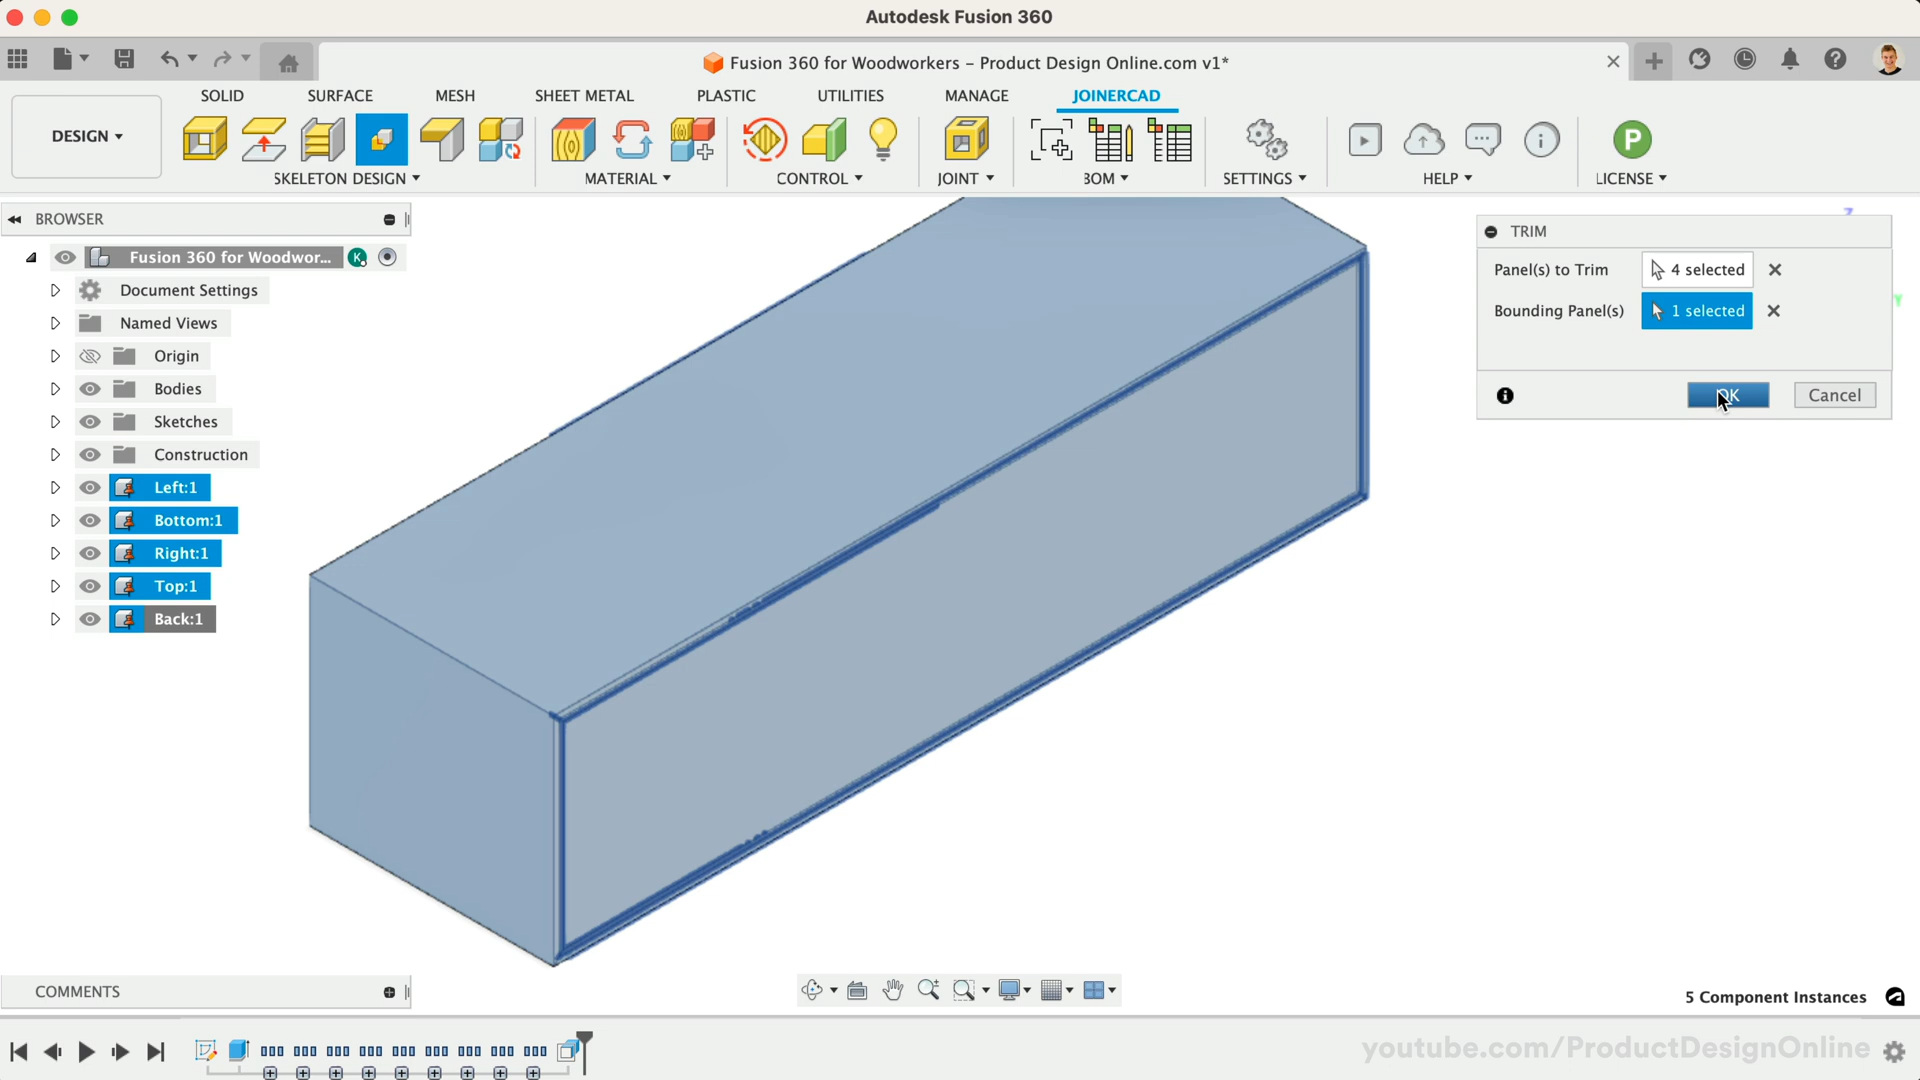 Autodesk Fusion 360
Fusion 360 for Woodworkers – Product Design Online.com v1*
SOLID SURFACE MESH SHEET METAL PLASTIC UTILITIES MANAGE JOINERCAD
DESIGN
SKELETON DESIGN MATERIAL CONTROL JOINT BOM SETTINGS HELP LICENSE
P
BROWSER
Fusion 360 for Woodwor...
K
Document Settings
Named Views
Origin
Bodies
Sketches
Construction
Left:1
Bottom:1
Right:1
Top:1
Back:1
Z
Y
TRIM
Panel(s) to Trim 4 selected
Bounding Panel(s) 1 selected
OK Cancel
COMMENTS
5 Component Instances
youtube.com/ProductDesignOnline